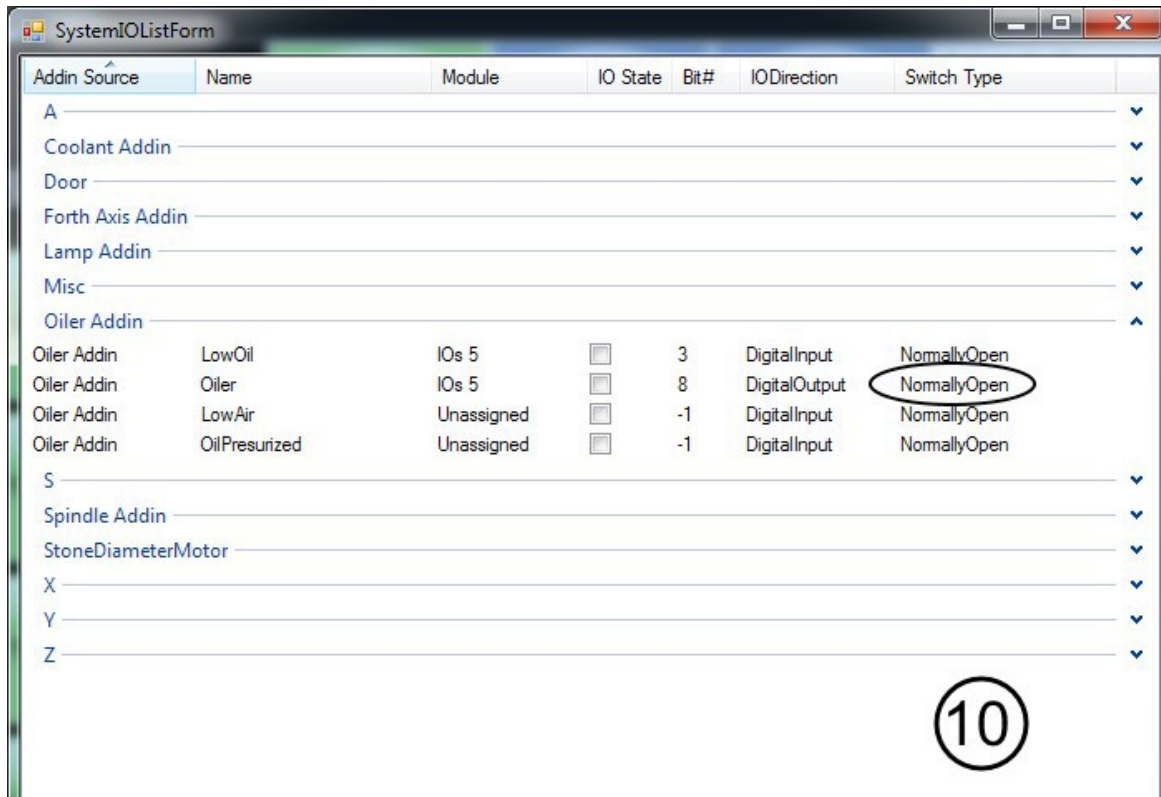 SystemIOListForm
Addin Source Name Module IO State Bit# IODirection Switch Type
A
Coolant Addin
Door
Forth Axis Addin
Lamp Addin
Misc
Oiler Addin
Oiler Addin LowOil IOs 5 3 DigitalInput NormallyOpen
Oiler Addin Oiler IOs 5 8 DigitalOutput NormallyOpen
Oiler Addin LowAir Unassigned -1 DigitalInput NormallyOpen
Oiler Addin OilPresurized Unassigned -1 DigitalInput NormallyOpen
S
Spindle Addin
StoneDiameterMotor
X
Y
Z
10